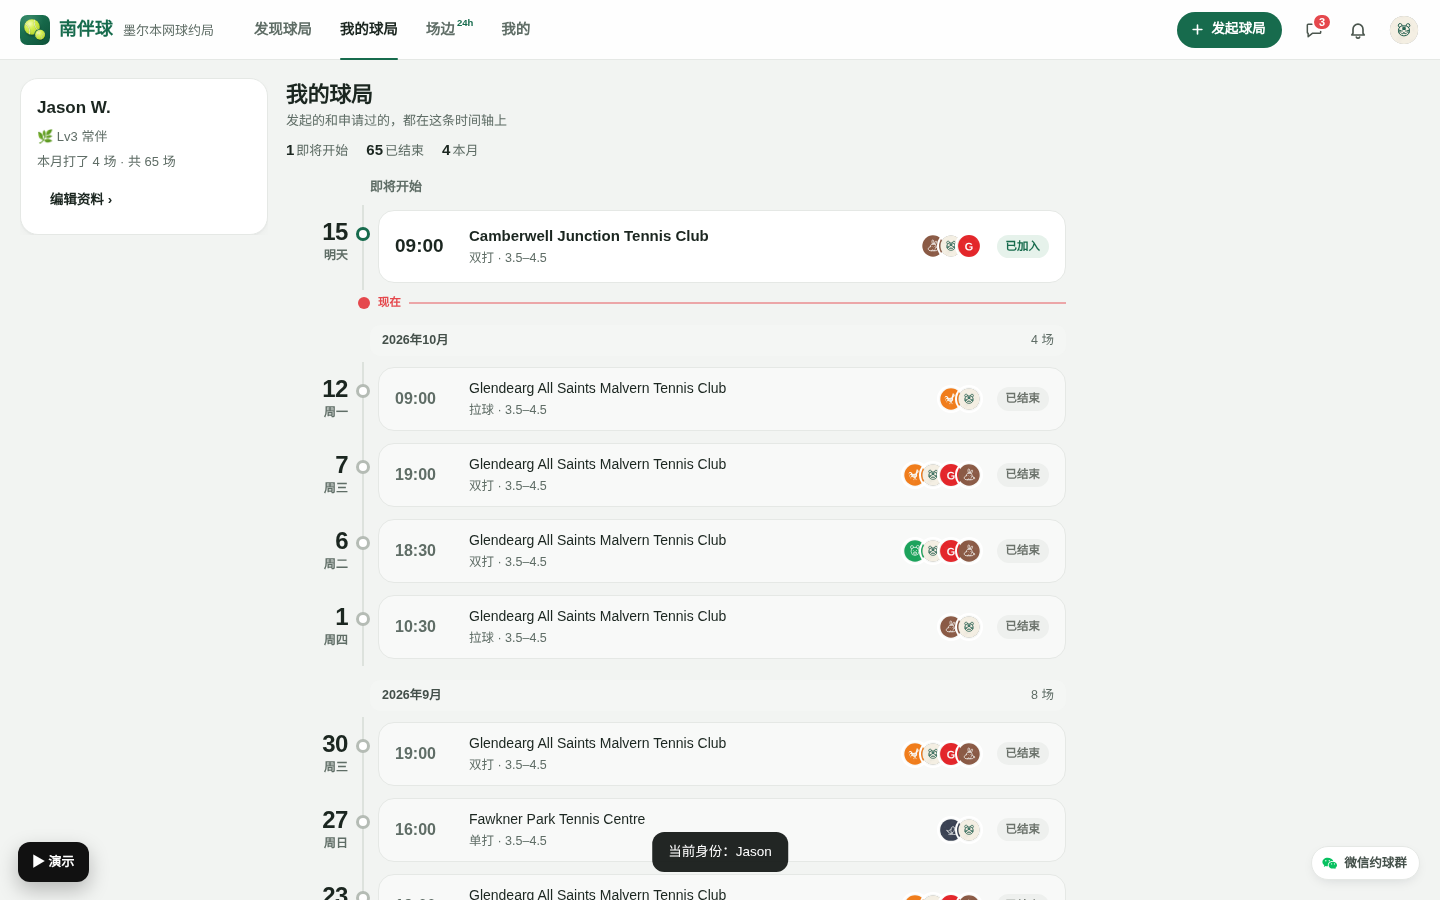 南伴球 墨尔本网球约局 发现球局 我的球局 场边 24h 我的 + 发起球局 3
Jason W.
🌿 Lv3 常伴
本月打了 4 场 · 共 65 场
编辑资料 ›
我的球局
发起的和申请过的，都在这条时间轴上
1 即将开始 65 已结束 4 本月
即将开始
15 明天
09:00 Camberwell Junction Tennis Club G 已加入
双打 · 3.5–4.5
现在
2026年10月 4 场
12 周一
09:00 Glendearg All Saints Malvern Tennis Club 已结束
拉球 · 3.5–4.5
7 周三
19:00 Glendearg All Saints Malvern Tennis Club G 已结束
双打 · 3.5–4.5
6 周二
18:30 Glendearg All Saints Malvern Tennis Club G 已结束
双打 · 3.5–4.5
1 周四
10:30 Glendearg All Saints Malvern Tennis Club 已结束
拉球 · 3.5–4.5
2026年9月 8 场
30 周三
19:00 Glendearg All Saints Malvern Tennis Club G 已结束
双打 · 3.5–4.5
27 周日
16:00 Fawkner Park Tennis Centre 已结束
单打 · 3.5–4.5
23 Glendearg All Saints Malvern Tennis Club
当前身份：Jason
▶ 演示
微信约球群